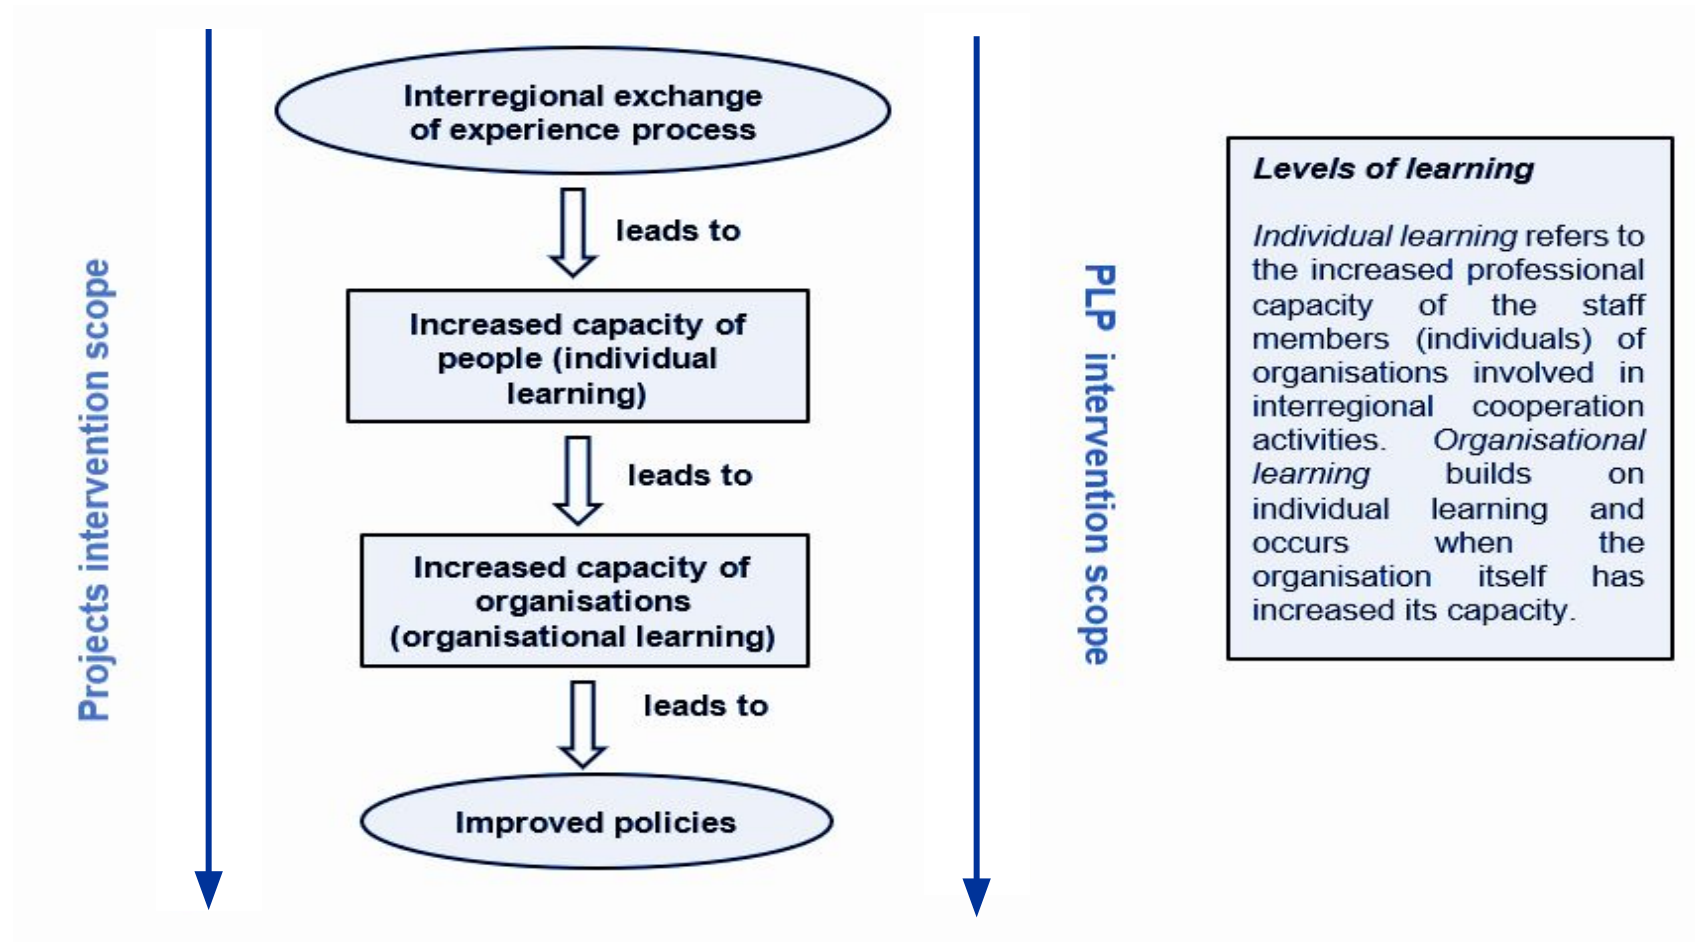 Projects intervention scope
Interregional exchange
of experience process
leads to
Increased capacity of
people (individual
learning)
leads to
Increased capacity of
organisations
(organisational learning)
leads to
Improved policies
PLP intervention scope
Levels of learning
Individual learning refers to
the increased professional
capacity of the staff
members (individuals) of
organisations involved in
interregional cooperation
activities. Organisational
learning builds on
individual learning and
occurs when the
organisation itself has
increased its capacity.